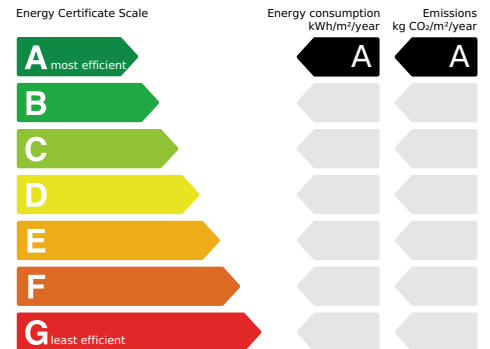 Energy Certificate Scale
Energy consumption
kWh/m²/year
Emissions
kg CO₂/m²/year
A most efficient
A
A
B
C
D
E
F
G least efficient